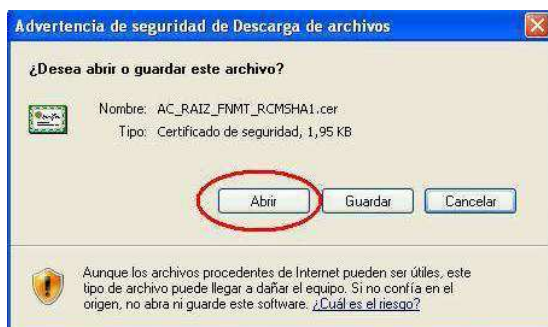 Advertencia de seguridad de Descarga de archivos
¿Desea abrir o guardar este archivo?
Nombre: AC_RAIZ_FNMT_RCMSHA1.cer
Tipo: Certificado de seguridad, 1,95 KB
Abrir Guardar Cancelar
Aunque los archivos procedentes de Internet pueden ser útiles, este
tipo de archivo puede llegar a dañar el equipo. Si no confía en el
origen, no abra ni guarde este software. ¿Cuál es el riesgo?